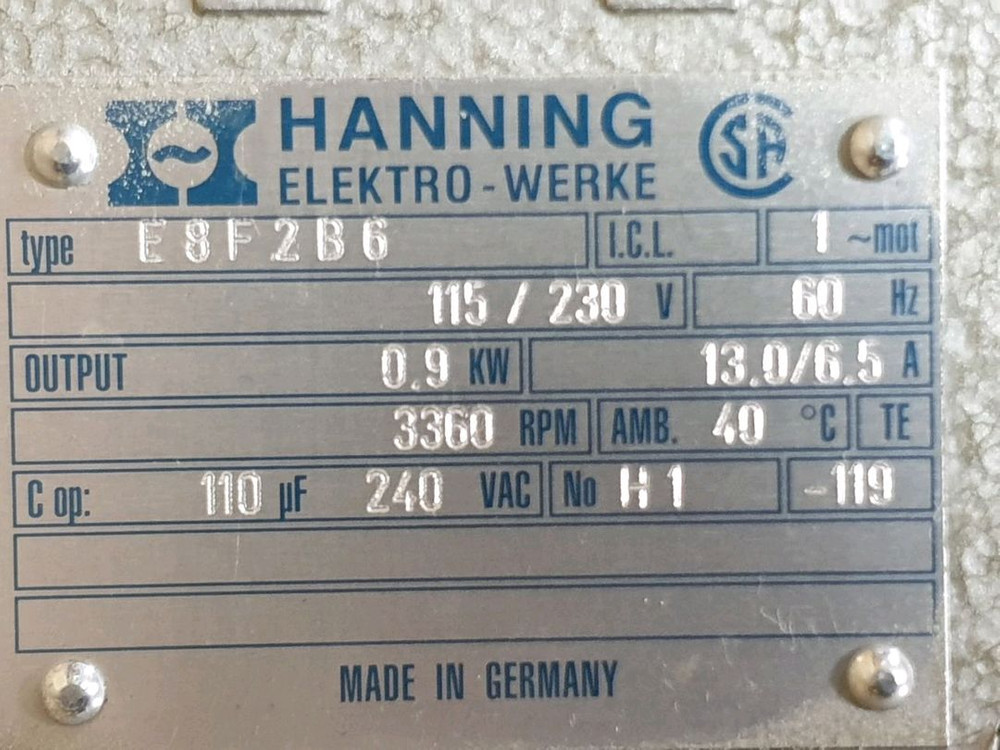 HANNING
ELEKTRO-WERKE
type E8F2B6 I.C.L. 1 ~mot
115 / 230 V 60 Hz
OUTPUT 0.9 KW 13.0/6.5 A
3360 RPM AMB. 40 °C TE
C op: 110 µF 240 VAC No H1 -119
MADE IN GERMANY